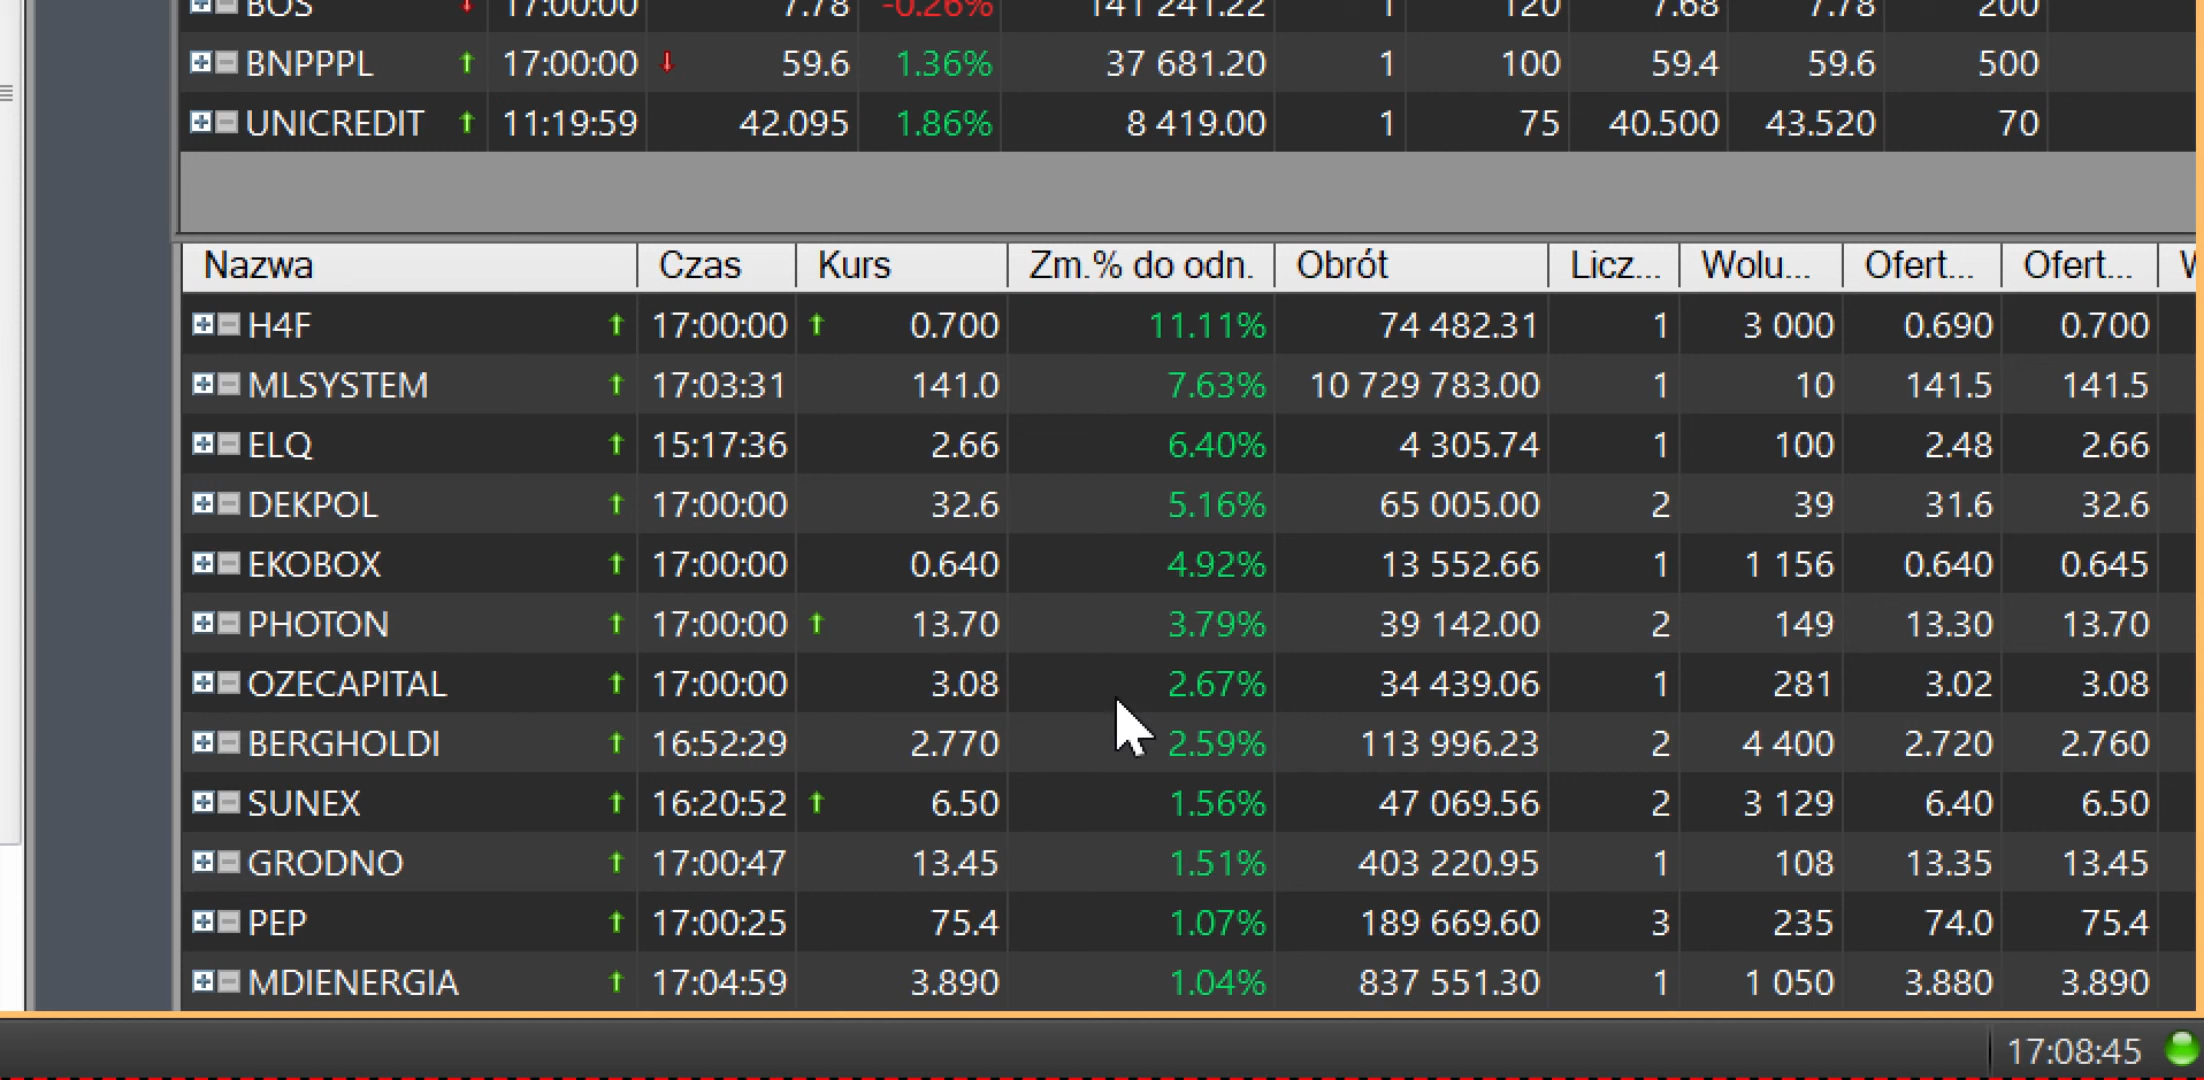 BOS 17:00:00 7.78 -0.26% 141 241.22 1 120 7.68 7.78 200
BNPPPL 17:00:00 59.6 1.36% 37 681.20 1 100 59.4 59.6 500
UNICREDIT 11:19:59 42.095 1.86% 8 419.00 1 75 40.500 43.520 70
Nazwa Czas Kurs Zm.% do odn. Obrót Licz... Wolu... Ofert... Ofert...
H4F 17:00:00 0.700 11.11% 74 482.31 1 3 000 0.690 0.700
MLSYSTEM 17:03:31 141.0 7.63% 10 729 783.00 1 10 141.5 141.5
ELQ 15:17:36 2.66 6.40% 4 305.74 1 100 2.48 2.66
DEKPOL 17:00:00 32.6 5.16% 65 005.00 2 39 31.6 32.6
EKOBOX 17:00:00 0.640 4.92% 13 552.66 1 1 156 0.640 0.645
PHOTON 17:00:00 13.70 3.79% 39 142.00 2 149 13.30 13.70
OZECAPITAL 17:00:00 3.08 2.67% 34 439.06 1 281 3.02 3.08
BERGHOLDI 16:52:29 2.770 2.59% 113 996.23 2 4 400 2.720 2.760
SUNEX 16:20:52 6.50 1.56% 47 069.56 2 3 129 6.40 6.50
GRODNO 17:00:47 13.45 1.51% 403 220.95 1 108 13.35 13.45
PEP 17:00:25 75.4 1.07% 189 669.60 3 235 74.0 75.4
MDIENERGIA 17:04:59 3.890 1.04% 837 551.30 1 1 050 3.880 3.890
17:08:45